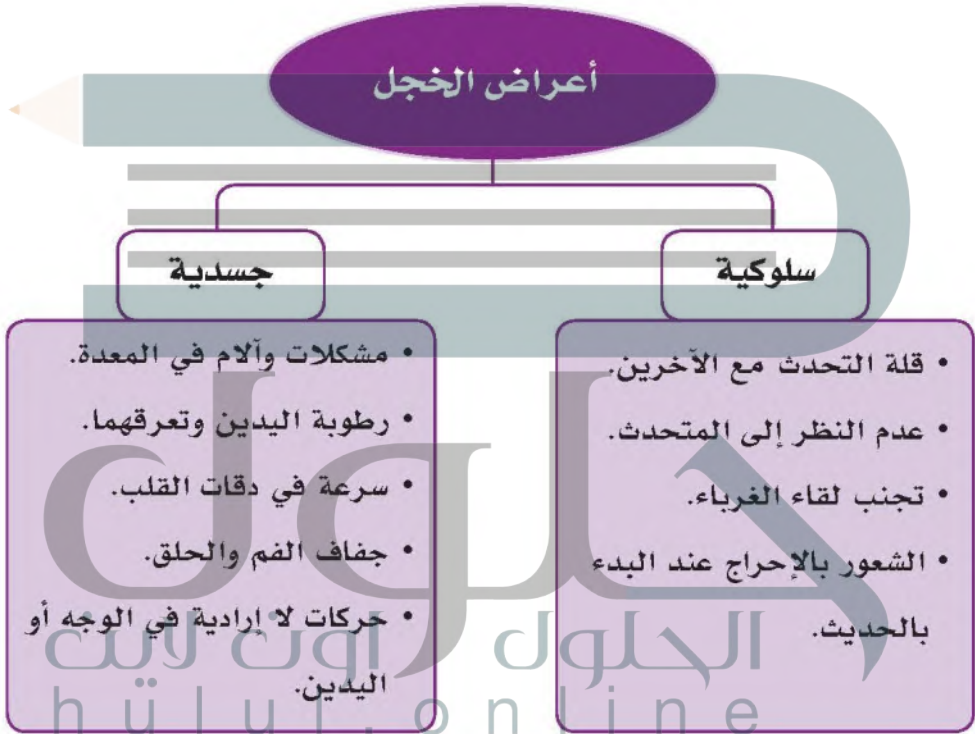 أعراض الخجل
سلوكية
• قلة التحدث مع الآخرين.
• عدم النظر إلى المتحدث.
• تجنب لقاء الغرباء.
• الشعور بالإحراج عند البدء
بالحديث.
جسدية
• مشكلات وآلام في المعدة.
• رطوبة اليدين وتعرقهما.
• سرعة في دقات القلب.
• جفاف الفم والحلق.
• حركات لا إرادية في الوجه أو
اليدين.
حلول
الحلول اون لاين
hülul.online